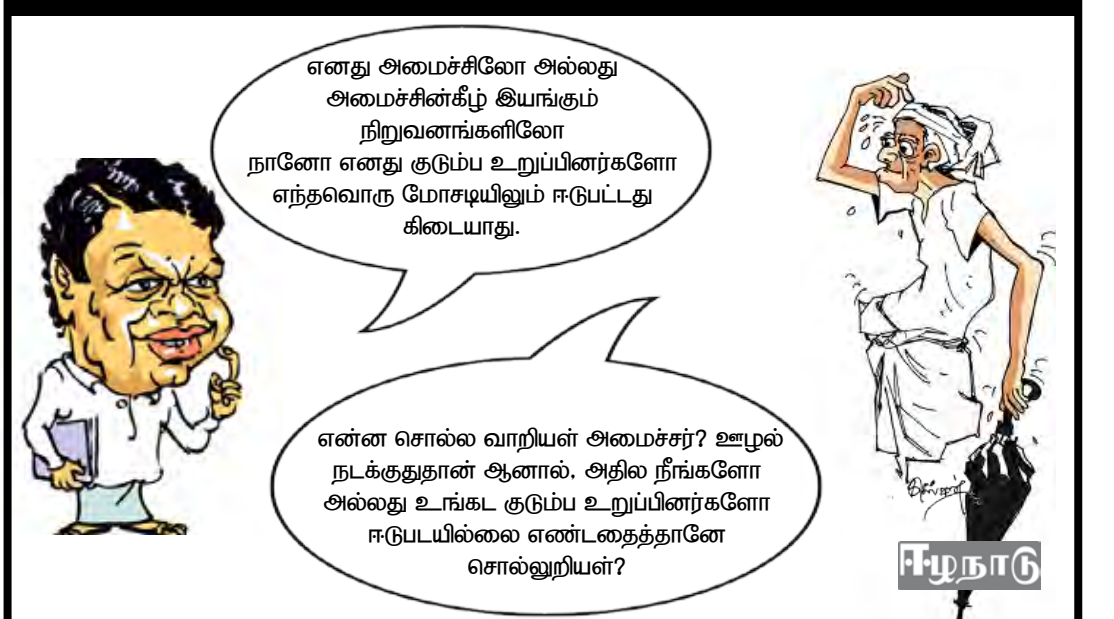 எனது அமைச்சிலோ அல்லது
அமைச்சின்கீழ் இயங்கும்
நிறுவனங்களிலோ
நானோ எனது குடும்ப உறுப்பினர்களோ
எந்தவொரு மோசடியிலும் ஈடுபட்டது
கிடையாது.
என்ன சொல்ல வாறியள் அமைச்சர்? ஊழல்
நடக்குதுதான் ஆனால், அதில நீங்களோ
அல்லது உங்கட குடும்ப உறுப்பினர்களோ
ஈடுபடயில்லை எண்டதைத்தானே
சொல்லுறியள்?
ஈழநாடு